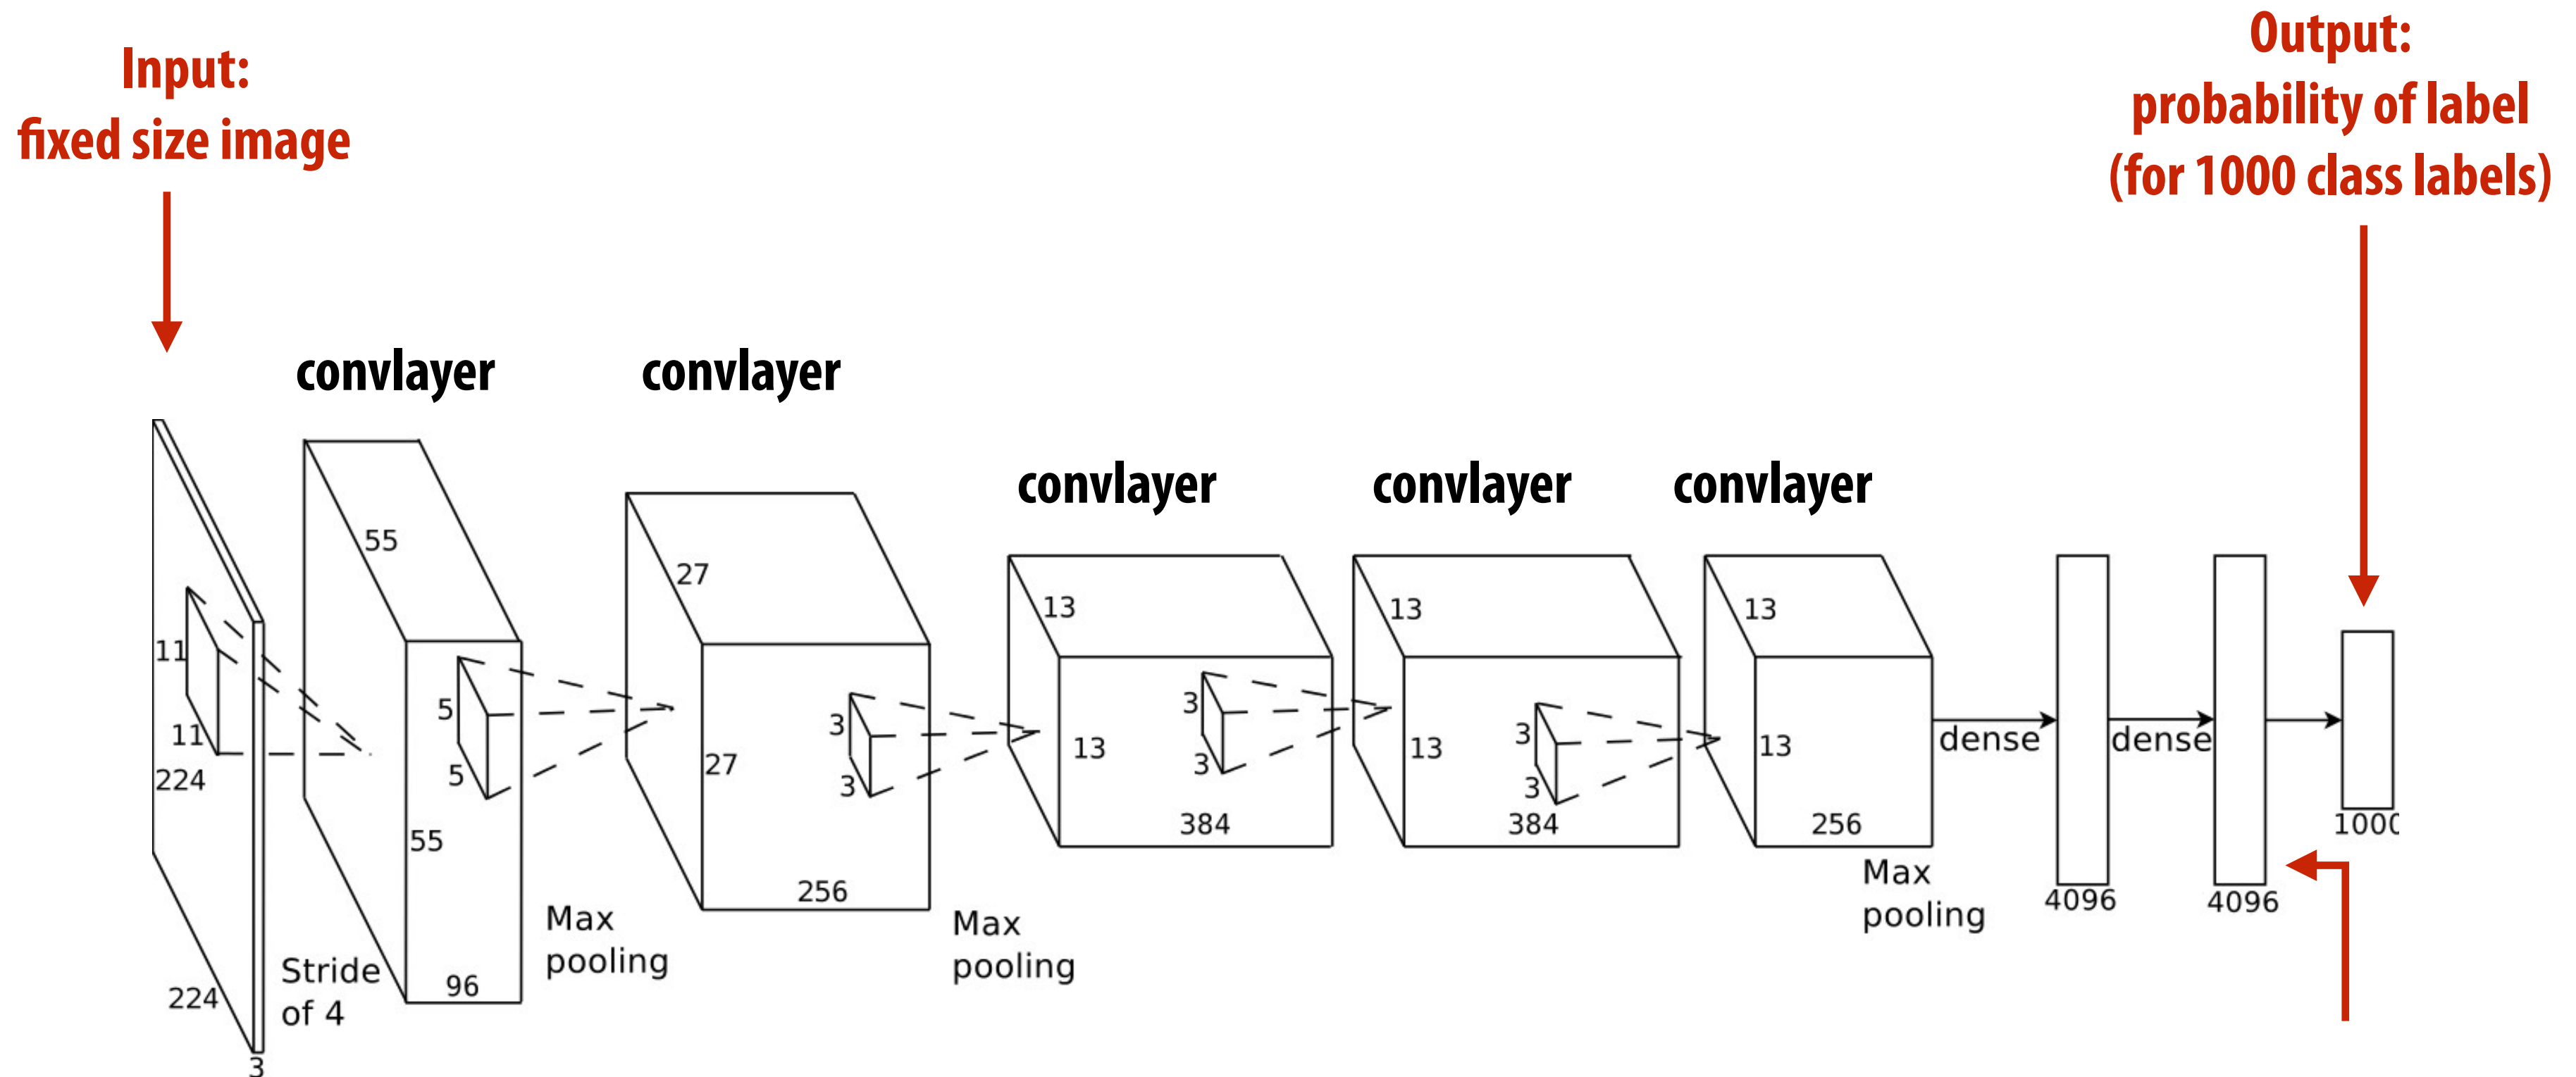 Input:
fixed size image
Output:
probability of label
(for 1000 class labels)
convlayer
convlayer
convlayer
convlayer
convlayer
11
11
224
224
3
Stride
of 4
55
55
96
5
5
Max
pooling
27
27
256
3
3
Max
pooling
13
13
384
3
3
13
13
384
3
3
13
13
256
Max
pooling
dense
4096
dense
4096
1000